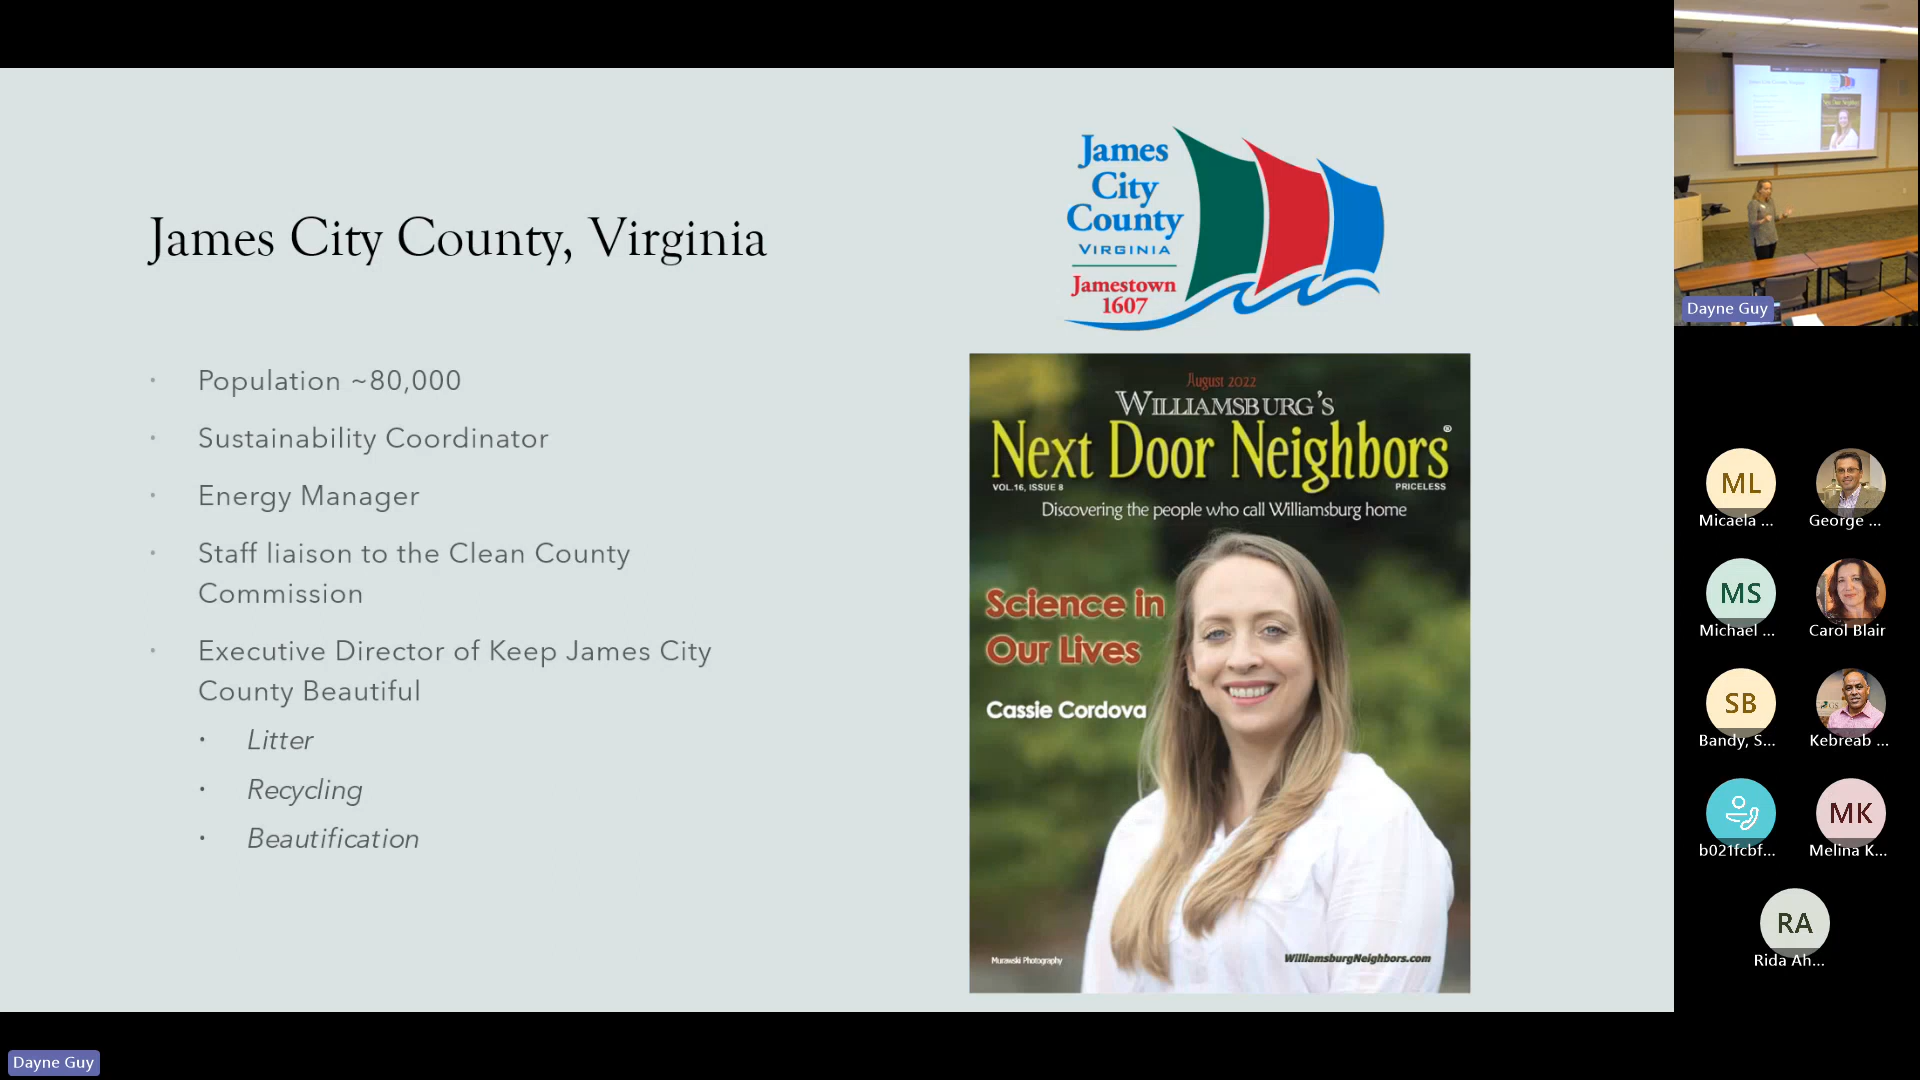 James City County, Virginia
Population ~80,000
Sustainability Coordinator
Energy Manager
Staff liaison to the Clean County
Commission
Executive Director of Keep James City
County Beautiful
Litter
Recycling
Beautification
James
City
County
VIRGINIA
Jamestown
1607
August 2022
WILLIAMSBURG'S
Next Door Neighbors®
VOL.16, ISSUE 8
PRICELESS
Discovering the people who call Williamsburg home
Science in
Our Lives
Cassie Cordova
Murawski Photography
WilliamsburgNeighbors.com
Dayne Guy
ML
Micaela ...
George ...
MS
Michael ...
Carol Blair
SB
Bandy, S...
Kebreab ...
b021fcbf...
MK
Melina K...
RA
Rida Ah...
Dayne Guy